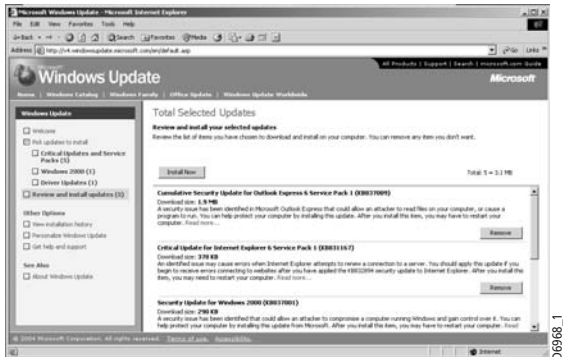 Microsoft Windows Update - Microsoft Internet Explorer
File Edit View Favorites Tools Help
Back Search Favorites Media
Address http://v4.windowsupdate.microsoft.com/en/default.asp Go Links
All Products | Support | Search | microsoft.com Guide
Windows Update
Microsoft
Home | Windows Catalog | Windows Family | Office Update | Windows Update Worldwide
Windows Update
Welcome
Pick updates to install
Critical Updates and Service
Packs (5)
Windows 2000 (1)
Driver Updates (1)
Review and install updates (5)
Other Options
View installation history
Personalize Windows Update
Get help and support
See Also
About Windows Update
Total Selected Updates
Review and install your selected updates
Review the list of items you have chosen to download and install on your computer. You can remove any item you don't want.
Install Now
Total: 5 = 3.1 MB
Cumulative Security Update for Outlook Express 6 Service Pack 1 (KB837009)
Download size: 1.9 MB
A security issue has been identified in Microsoft Outlook Express that could allow an attacker to read files on your computer, or cause a
program to run. You can help protect your computer by installing this update. After you install this item, you may have to restart your
computer. Read more...
Remove
Critical Update for Internet Explorer 6 Service Pack 1 (KB831167)
Download size: 378 KB
An identified issue may cause errors when Internet Explorer attempts to renew a connection to a server. You should apply this update if you
begin to receive errors connecting to websites after you have applied the security update to Internet Explorer. After you install this
item, you may need to restart your computer. Read more...
Remove
Security Update for Windows 2000 (KB837001)
Download size: 290 KB
A security issue has been identified that could allow an attacker to compromise a computer running Windows and gain control over it. You can
help protect your computer by installing this update from Microsoft. After you install this item, you may have to restart your computer. Read
© 2004 Microsoft Corporation. All rights reserved. Terms of use. Accessibility.
Internet
06968_1